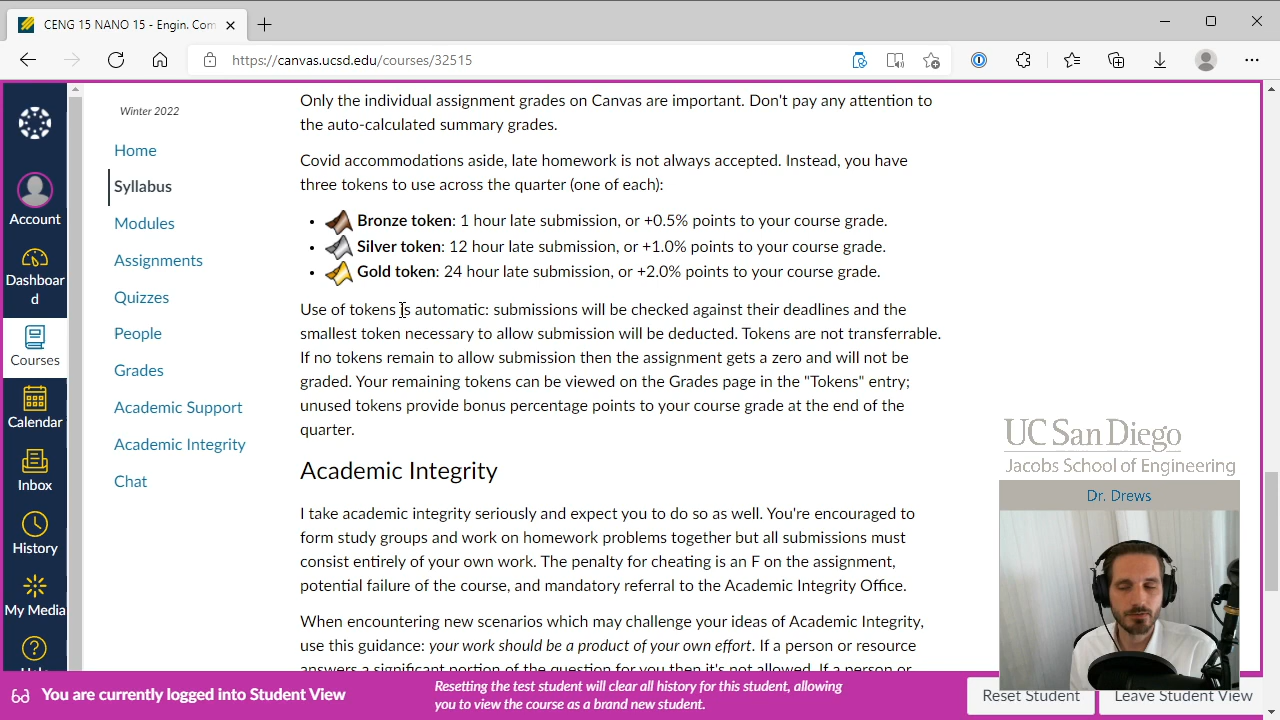 CENG 15 NANO 15 - Engin. Com
https://canvas.ucsd.edu/courses/32515
Account
Dashboar
d
Courses
Calendar
Inbox
History
My Media
Winter 2022
Home
Syllabus
Modules
Assignments
Quizzes
People
Grades
Academic Support
Academic Integrity
Chat
Only the individual assignment grades on Canvas are important. Don't pay any attention to
the auto-calculated summary grades.
Covid accommodations aside, late homework is not always accepted. Instead, you have
three tokens to use across the quarter (one of each):
• Bronze token: 1 hour late submission, or +0.5% points to your course grade.
• Silver token: 12 hour late submission, or +1.0% points to your course grade.
• Gold token: 24 hour late submission, or +2.0% points to your course grade.
Use of tokens is automatic: submissions will be checked against their deadlines and the
smallest token necessary to allow submission will be deducted. Tokens are not transferrable.
If no tokens remain to allow submission then the assignment gets a zero and will not be
graded. Your remaining tokens can be viewed on the Grades page in the "Tokens" entry;
unused tokens provide bonus percentage points to your course grade at the end of the
quarter.
Academic Integrity
I take academic integrity seriously and expect you to do so as well. You're encouraged to
form study groups and work on homework problems together but all submissions must
consist entirely of your own work. The penalty for cheating is an F on the assignment,
potential failure of the course, and mandatory referral to the Academic Integrity Office.
When encountering new scenarios which may challenge your ideas of Academic Integrity,
use this guidance: your work should be a product of your own effort. If a person or resource
answers a significant portion of the question for you then it's not allowed. If a person or
UC San Diego
Jacobs School of Engineering
Dr. Drews
You are currently logged into Student View
Resetting the test student will clear all history for this student, allowing
you to view the course as a brand new student.
Reset Student
Leave Student View